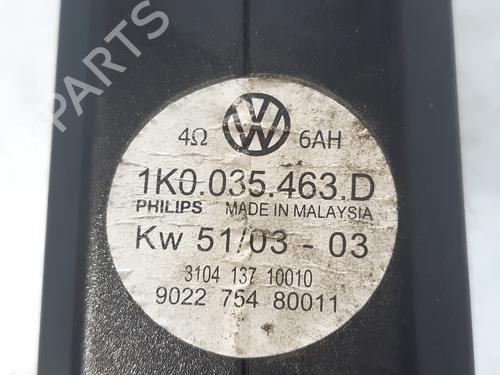 PARTS
4Ω 6AH
1K0.035.463.D
PHILIPS MADE IN MALAYSIA
Kw 51/03 - 03
3104 137 10010
9022 754 80011